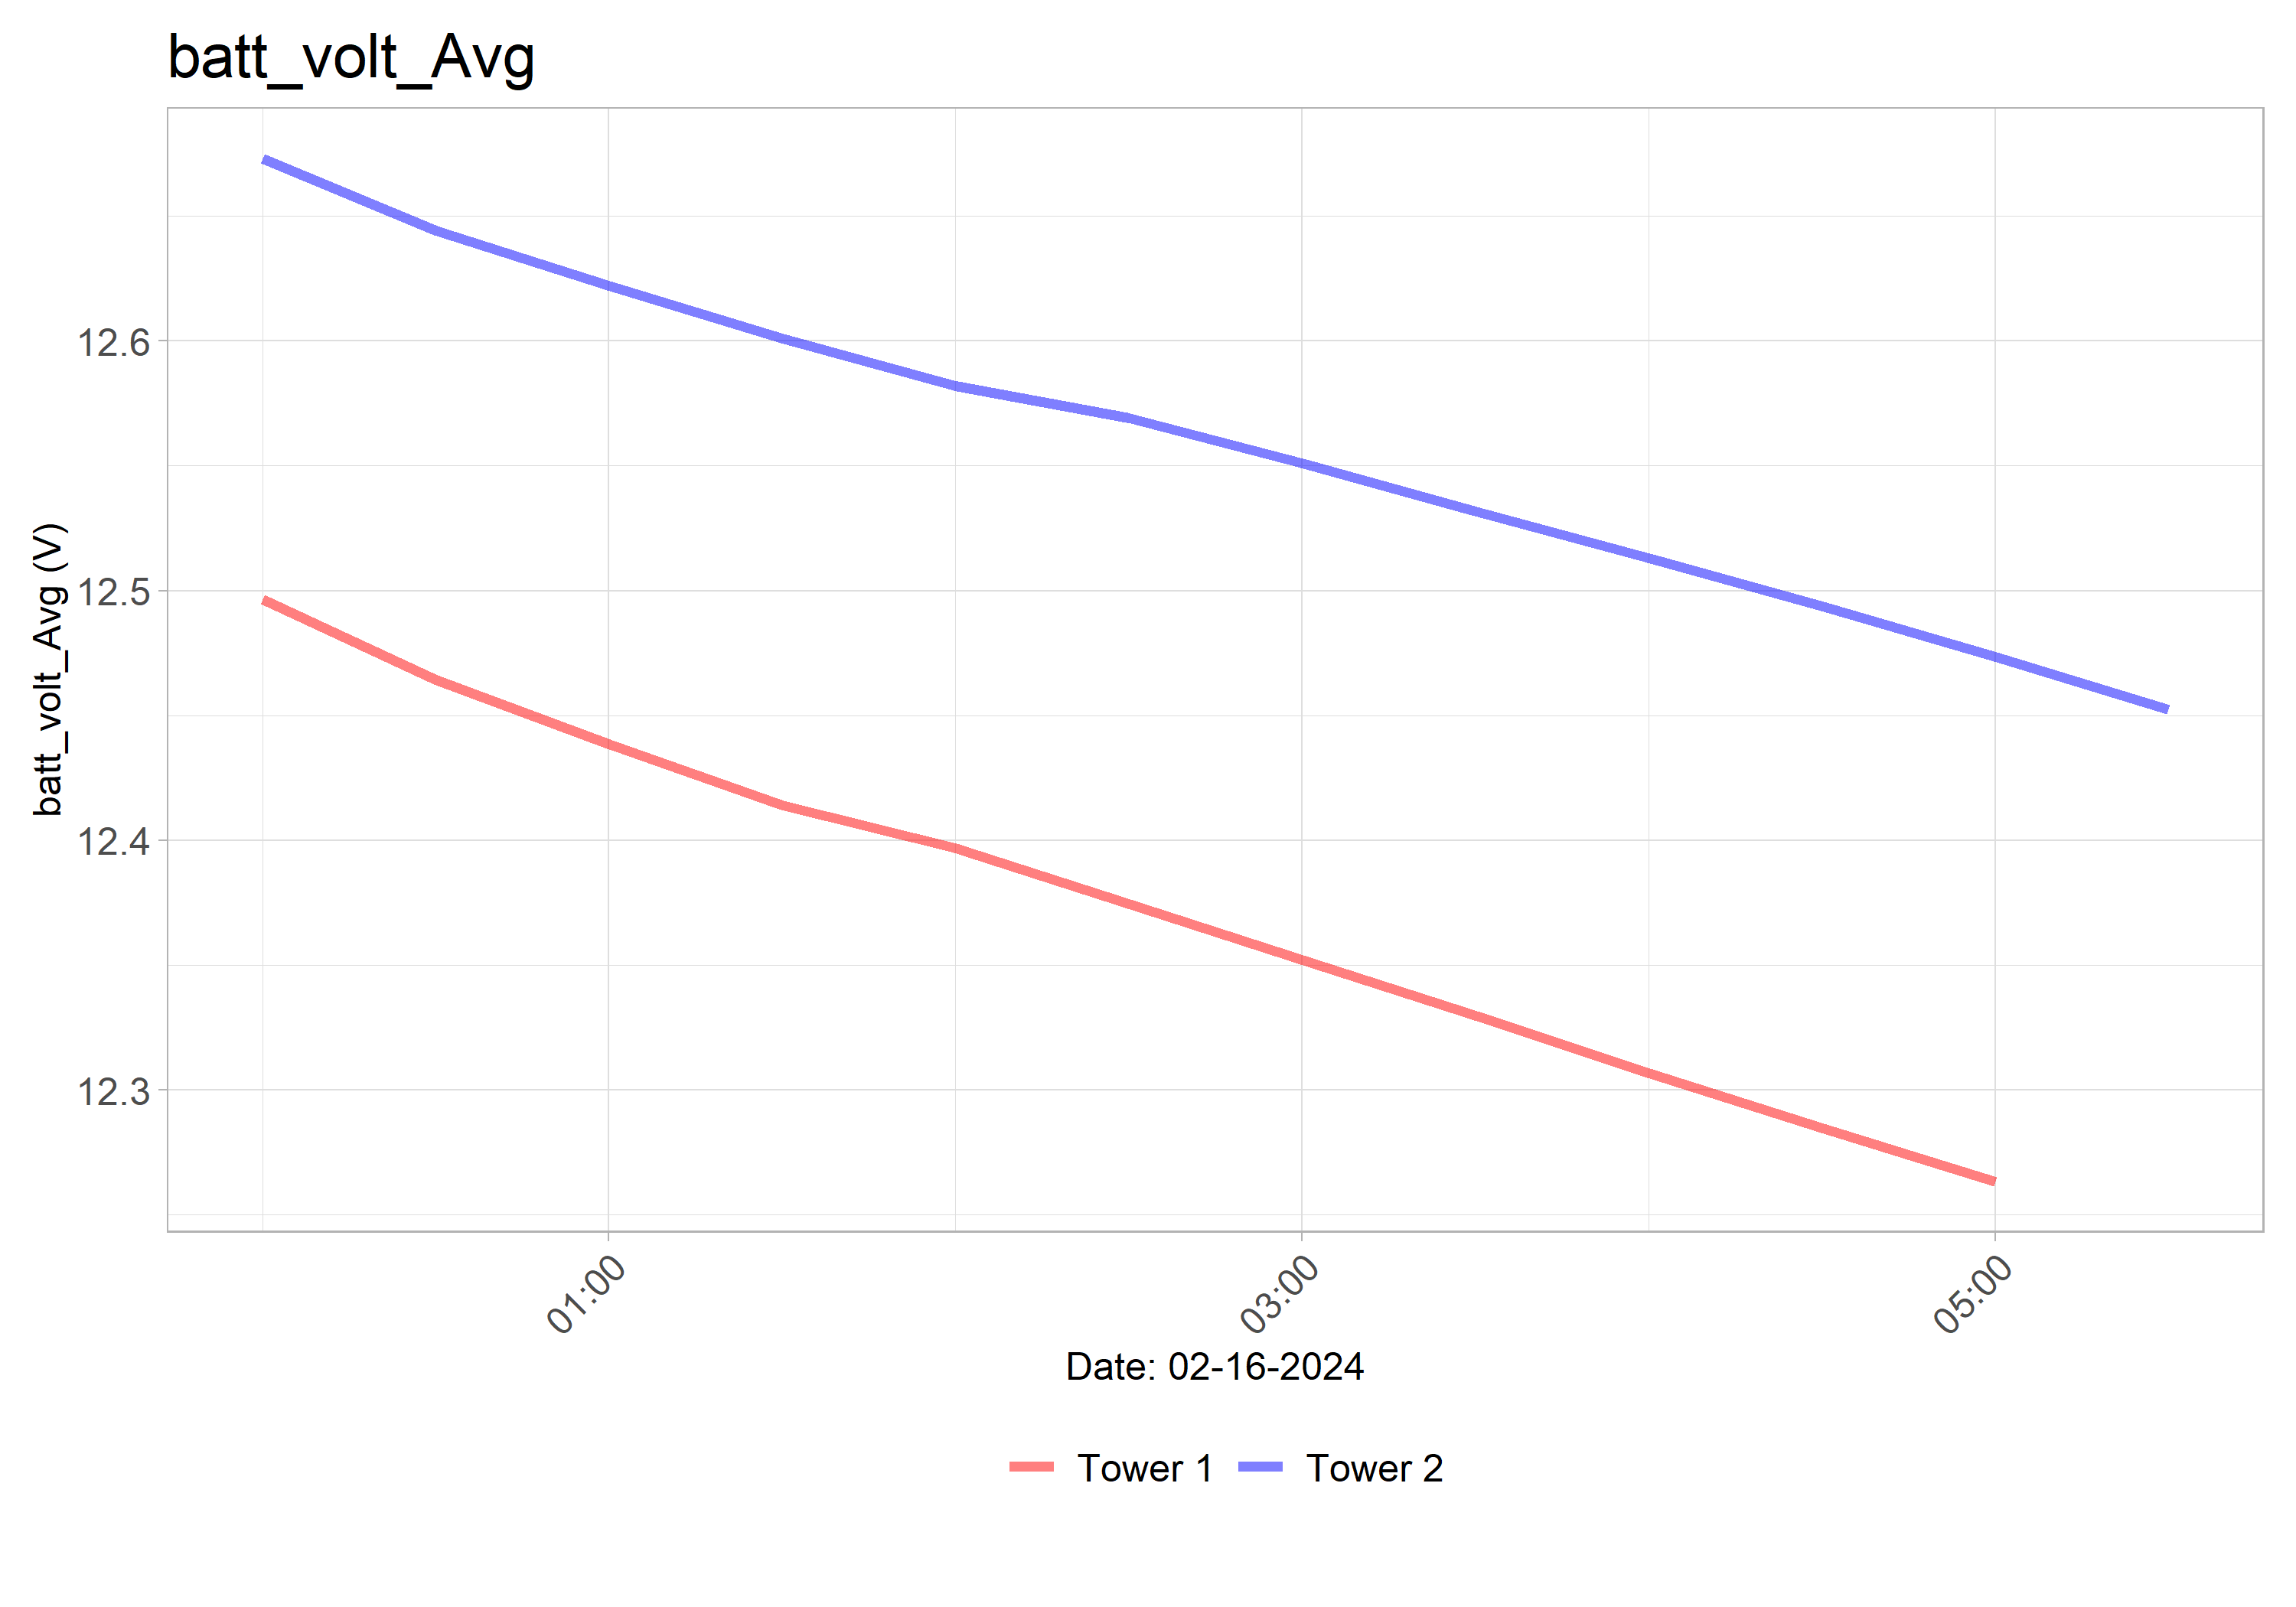 batt_volt_Avg
batt_volt_Avg (V)
12.6
12.5
12.4
12.3
01:00
03:00
05:00
Date: 02-16-2024
Tower 1
Tower 2